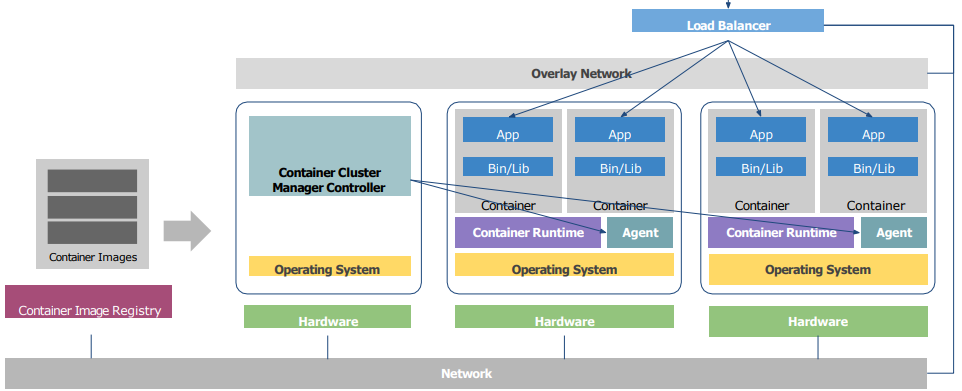 Load Balancer
Overlay Network
Container Cluster
Manager Controller
App
App
App
App
Bin/Lib
Bin/Lib
Bin/Lib
Bin/Lib
Container
Container
Container
Container
Container Runtime
Agent
Container Runtime
Agent
Container Images
Operating System
Operating System
Operating System
Container Image Registry
Hardware
Hardware
Hardware
Network